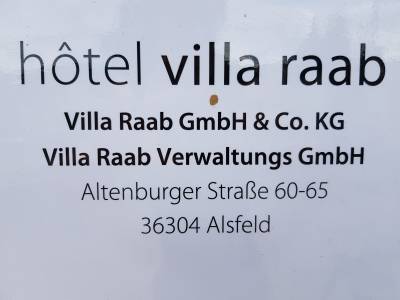 hôtel villa raab
Villa Raab GmbH & Co. KG
Villa Raab Verwaltungs GmbH
Altenburger Straße 60-65
36304 Alsfeld